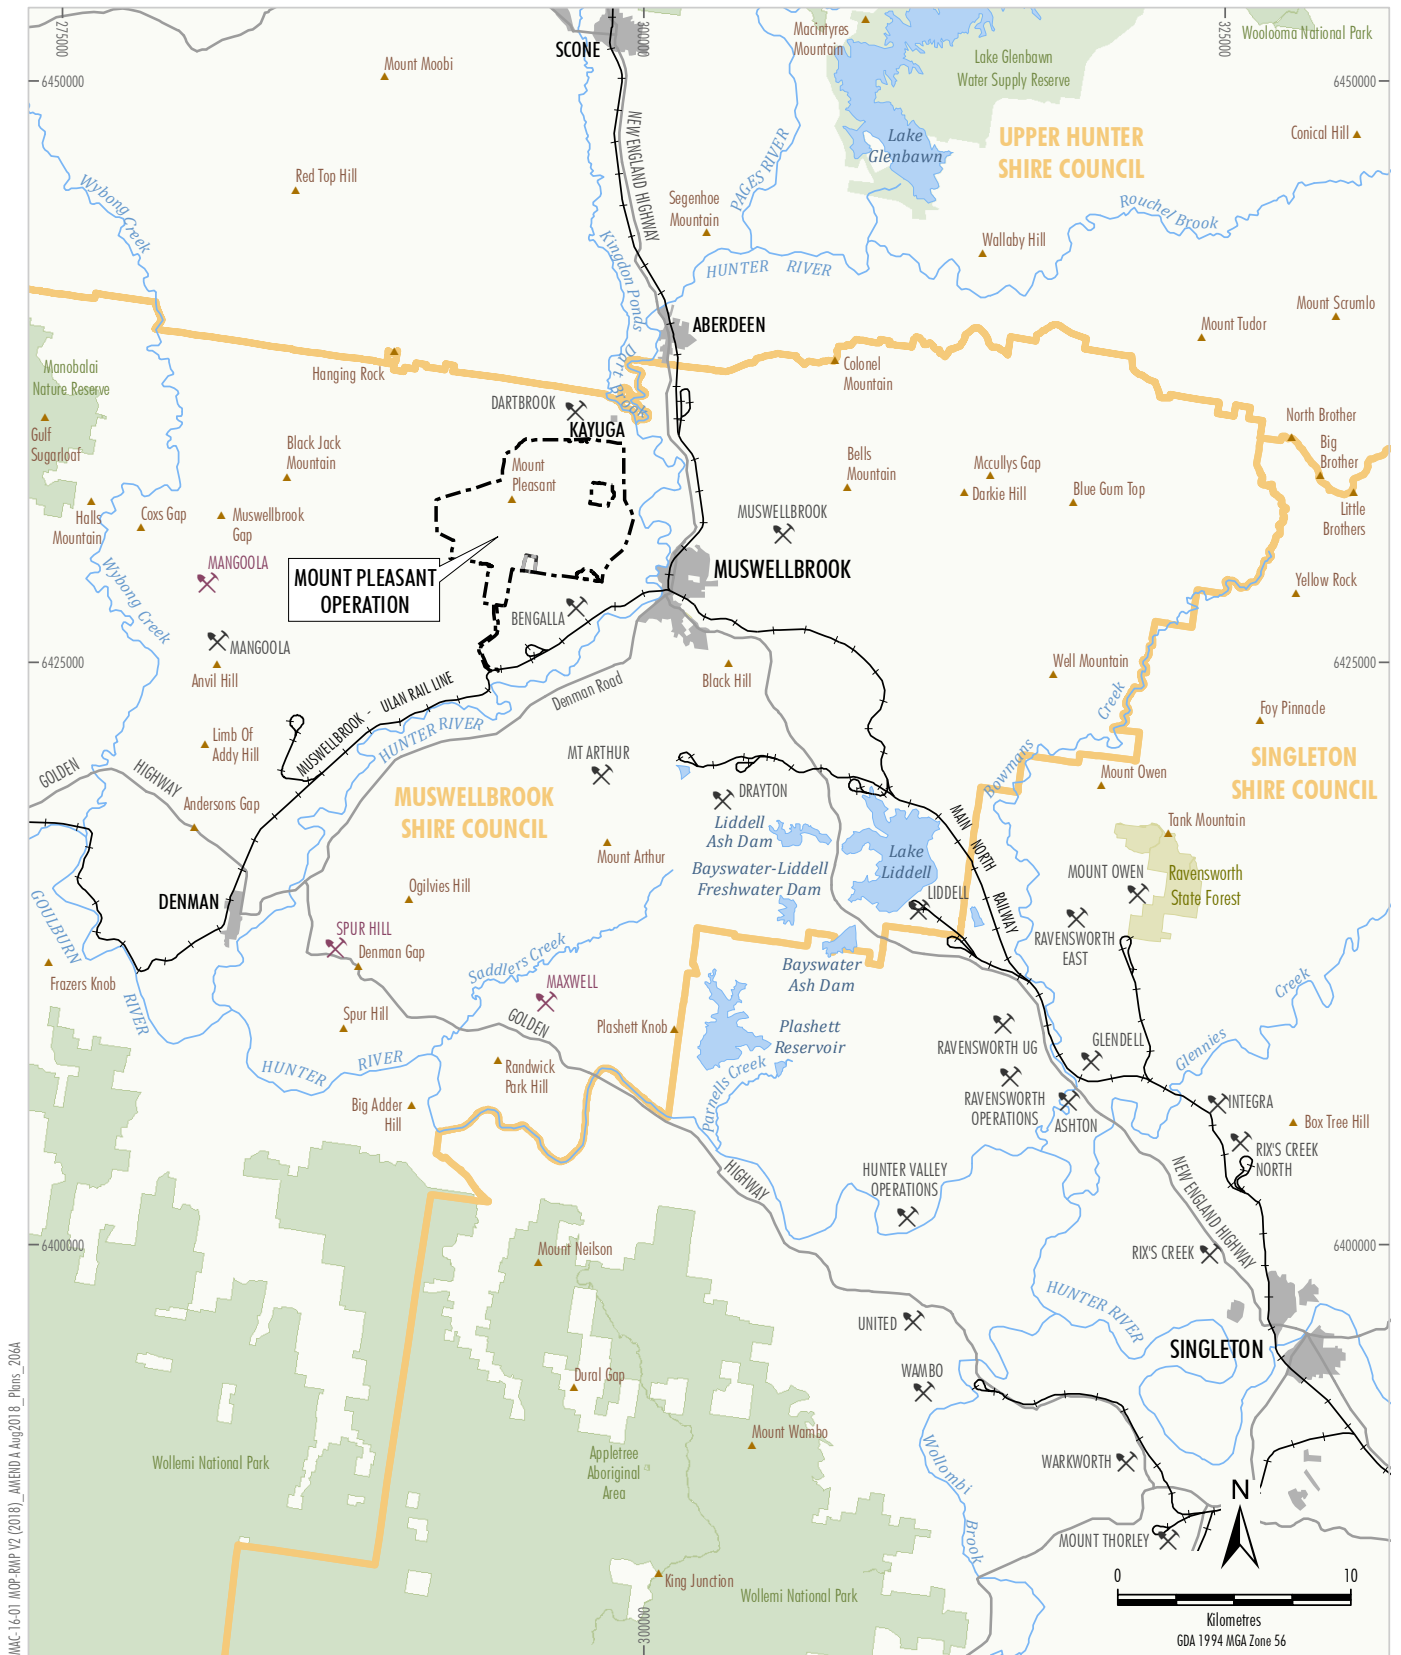 275000
300000
325000
SCONE
Macintyres
Mountain
Woolooma National Park
Mount Moobi
Lake Glenbawn
Water Supply Reserve
6450000
6450000
NEW ENGLAND HIGHWAY
PAGES RIVER
Lake
Glenbawn
UPPER HUNTER
SHIRE COUNCIL
Conical Hill
Red Top Hill
Wybong Creek
Segenhoe
Mountain
Rouchel Brook
Kingdon Ponds
Wallaby Hill
HUNTER RIVER
Mount Scrumlo
ABERDEEN
Mount Tudor
Manobalai
Nature Reserve
Hanging Rock
Dart Brook
Colonel
Mountain
DARTBROOK
KAYUGA
North Brother
Gulf
Sugarloaf
Black Jack
Mountain
Big
Brother
Mount
Pleasant
Bells
Mountain
Mccullys Gap
Darkie Hill
Blue Gum Top
Little
Brothers
Halls
Mountain
Coxs Gap
Muswellbrook
Gap
MUSWELLBROOK
MANGOOLA
MOUNT PLEASANT
OPERATION
MUSWELLBROOK
Yellow Rock
Wybong Creek
BENGALLA
MANGOOLA
6425000
6425000
Anvil Hill
Black Hill
Well Mountain
MUSWELLBROOK - ULAN RAIL LINE
Denman Road
Creek
Foy Pinnacle
Limb Of
Addy Hill
HUNTER RIVER
MT ARTHUR
Bowmans
SINGLETON
SHIRE COUNCIL
GOLDEN
HIGHWAY
Mount Owen
Andersons Gap
MUSWELLBROOK
SHIRE COUNCIL
DRAYTON
MAIN NORTH RAILWAY
Liddell
Ash Dam
Tank Mountain
Mount Arthur
Lake
Liddell
Bayswater-Liddell
Freshwater Dam
MOUNT OWEN
Ravensworth
State Forest
Ogilvies Hill
LIDDELL
DENMAN
GOULBURN
SPUR HILL
RAVENSWORTH
EAST
Denman Gap
Saddlers Creek
Bayswater
Ash Dam
Frazers Knob
MAXWELL
Creek
RIVER
Spur Hill
GOLDEN
Plashett Knob
Plashett
Reservoir
RAVENSWORTH UG
GLENDELL
Glennies
HUNTER RIVER
Randwick
Park Hill
Parnells Creek
RAVENSWORTH
OPERATIONS
ASHTON
INTEGRA
Big Adder
Hill
Box Tree Hill
RIX'S CREEK
NORTH
HIGHWAY
HUNTER VALLEY
OPERATIONS
NEW ENGLAND HIGHWAY
6400000
6400000
Mount Neilson
RIX'S CREEK
HUNTER RIVER
UNITED
SINGLETON
WAMBO
Dural Gap
Mount Wambo
Wollombi
Brook
Wollemi National Park
Appletree
Aboriginal
Area
WARKWORTH
N
MOUNT THORLEY
King Junction
Wollemi National Park
0
10
Kilometres
GDA 1994 MGA Zone 56
300000
MAC-16-01 MOP-RMP V2 (2018)_AMEND A Aug2018_Plans_206A